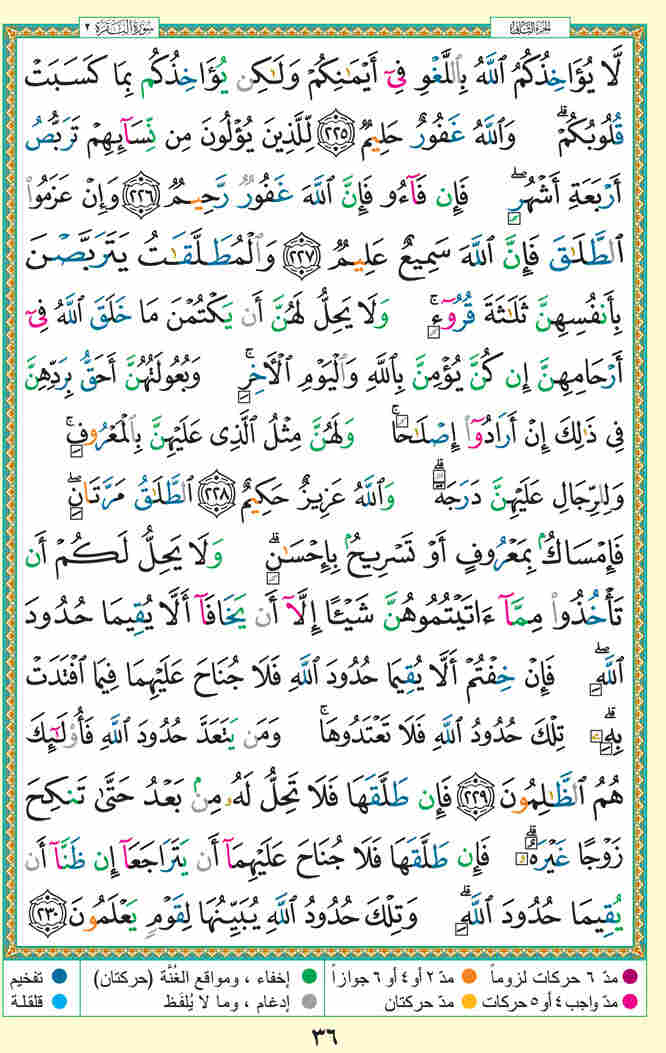 سُورَةُ البَقَرَة ٢
الجزء الثاني
لَّا يُؤَاخِذُكُمُ ٱللَّهُ بِٱللَّغْوِ فِىٓ أَيْمَٰنِكُمْ وَلَٰكِن يُؤَاخِذُكُم بِمَا كَسَبَتْ
قُلُوبُكُمْ ۗ وَٱللَّهُ غَفُورٌ حَلِيمٌ ٢٢٥ لِّلَّذِينَ يُؤْلُونَ مِن نِّسَآئِهِمْ تَرَبُّصُ
أَرْبَعَةِ أَشْهُرٍ ۖ فَإِن فَآءُو فَإِنَّ ٱللَّهَ غَفُورٌ رَّحِيمٌ ٢٢٦ وَإِنْ عَزَمُوا۟
ٱلطَّلَٰقَ فَإِنَّ ٱللَّهَ سَمِيعٌ عَلِيمٌ ٢٢٧ وَٱلْمُطَلَّقَٰتُ يَتَرَبَّصْنَ
بِأَنفُسِهِنَّ ثَلَٰثَةَ قُرُوٓءٍ ۚ وَلَا يَحِلُّ لَهُنَّ أَن يَكْتُمْنَ مَا خَلَقَ ٱللَّهُ فِىٓ
أَرْحَامِهِنَّ إِن كُنَّ يُؤْمِنَّ بِٱللَّهِ وَٱلْيَوْمِ ٱلْأَخِرِ ۚ وَبُعُولَتُهُنَّ أَحَقُّ بِرَدِّهِنَّ
فِى ذَٰلِكَ إِنْ أَرَادُوٓا۟ إِصْلَٰحًا ۚ وَلَهُنَّ مِثْلُ ٱلَّذِى عَلَيْهِنَّ بِٱلْمَعْرُوفِ ۚ
وَلِلرِّجَالِ عَلَيْهِنَّ دَرَجَةٌ ۗ وَٱللَّهُ عَزِيزٌ حَكِيمٌ ٢٢٨ ٱلطَّلَٰقُ مَرَّتَانِ ۖ
فَإِمْسَاكٌۢ بِمَعْرُوفٍ أَوْ تَسْرِيحٌۢ بِإِحْسَٰنٍ ۗ وَلَا يَحِلُّ لَكُمْ أَن
تَأْخُذُوا۟ مِمَّآ ءَاتَيْتُمُوهُنَّ شَيْـًٔا إِلَّآ أَن يَخَافَآ أَلَّا يُقِيمَا حُدُودَ
ٱللَّهِ ۖ فَإِنْ خِفْتُمْ أَلَّا يُقِيمَا حُدُودَ ٱللَّهِ فَلَا جُنَاحَ عَلَيْهِمَا فِيمَا ٱفْتَدَتْ
بِهِۦ ۗ تِلْكَ حُدُودُ ٱللَّهِ فَلَا تَعْتَدُوهَا ۚ وَمَن يَتَعَدَّ حُدُودَ ٱللَّهِ فَأُو۟لَٰٓئِكَ
هُمُ ٱلظَّٰلِمُونَ ٢٢٩ فَإِن طَلَّقَهَا فَلَا تَحِلُّ لَهُۥ مِنۢ بَعْدُ حَتَّىٰ تَنكِحَ
زَوْجًا غَيْرَهُۥ ۗ فَإِن طَلَّقَهَا فَلَا جُنَاحَ عَلَيْهِمَآ أَن يَتَرَاجَعَآ إِن ظَنَّآ أَن
يُقِيمَا حُدُودَ ٱللَّهِ ۗ وَتِلْكَ حُدُودُ ٱللَّهِ يُبَيِّنُهَا لِقَوْمٍ يَعْلَمُونَ ٢٣٠
مدّ ٦ حركات لزوماً مدّ ٢ أو ٤ أو ٦ جوازاً إخفاء ، ومواقع الغُنَّة (حركتان) تفخيم
مدّ واجب ٤ أو ٥ حركات مدّ حركتان إدغام ، وما لا يُلفَظ قلقلة
٣٦